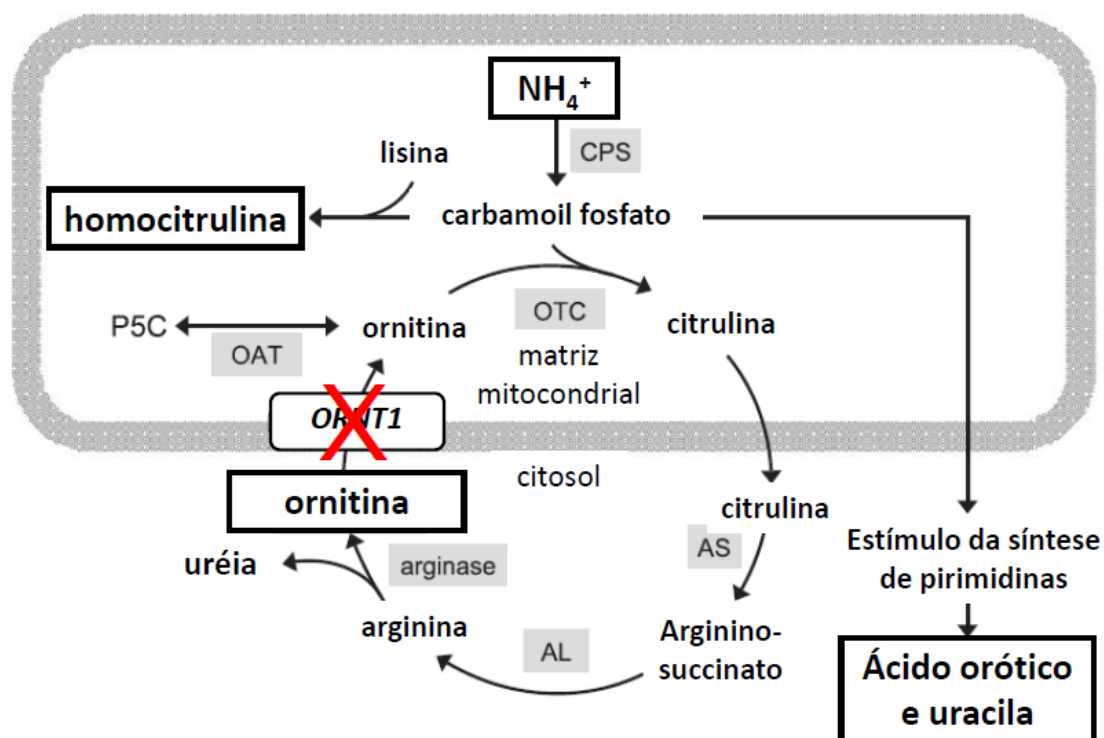 NH₄⁺
CPS
lisina
homocitrulina
carbamoil fosfato
P5C
OAT
ornitina
OTC
citrulina
matriz
mitocondrial
ORNT1
citosol
ornitina
citrulina
AS
uréia
arginase
Estímulo da síntese
de pirimidinas
arginina
AL
Arginino-
succinato
Ácido orótico
e uracila